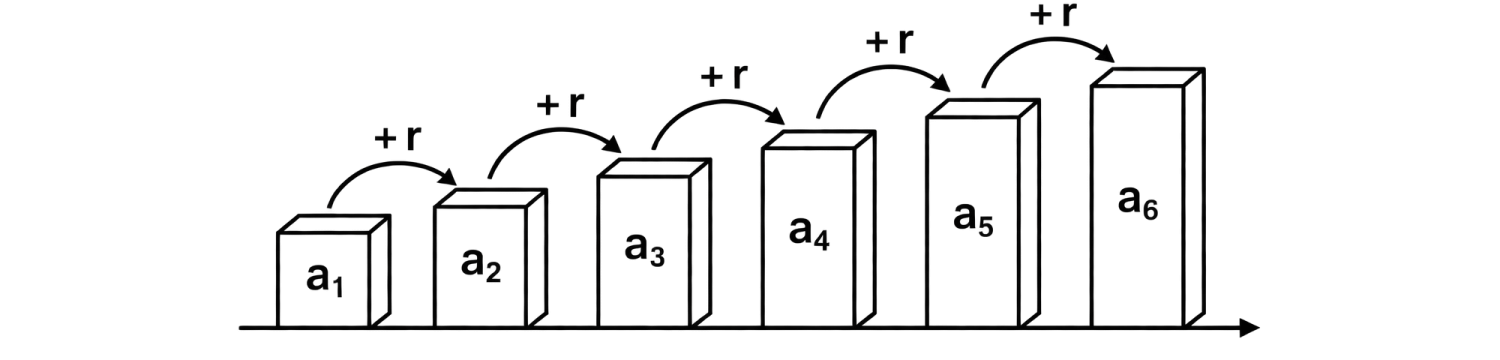 + r
+ r
+ r
+ r
+ r
a₁
a₂
a₃
a₄
a₅
a₆